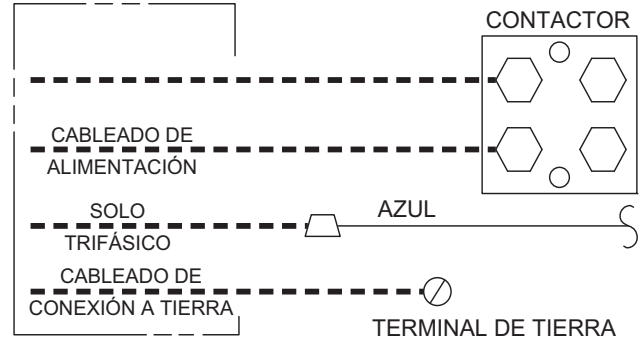 CONTACTOR
CABLEADO DE
ALIMENTACIÓN
SOLO
TRIFÁSICO
AZUL
CABLEADO DE
CONEXIÓN A TIERRA
TERMINAL DE TIERRA